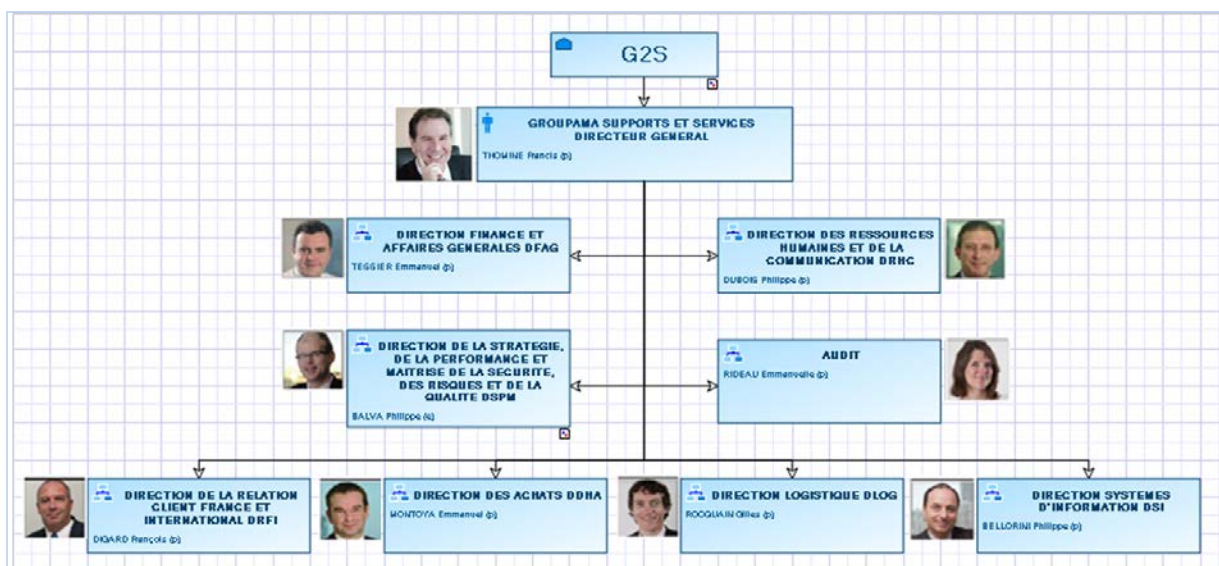 G2S
GROUPAMA SUPPORTS ET SERVICES
DIRECTEUR GENERAL
THOMINE Francis (p)
DIRECTION FINANCE ET
AFFAIRES GENERALES DFAG
TEGGIER Emmanuel (p)
DIRECTION DES RESSOURCES
HUMAINES ET DE LA
COMMUNICATION DRHC
DUBOIS Philippe (p)
DIRECTION DE LA STRATEGIE,
DE LA PERFORMANCE ET
MAITRISE DE LA SECURITE,
DES RISQUES ET DE LA
QUALITE DSPM
BALVA Philippe (e)
AUDIT
RIDEAU Emmanuelle (p)
DIRECTION DE LA RELATION
CLIENT FRANCE ET
INTERNATIONAL DRFI
DIGARD François (p)
DIRECTION DES ACHATS DDHA
MONTOYA Emmanuel (p)
DIRECTION LOGISTIQUE DLOG
ROCQUAIN Gilles (p)
DIRECTION SYSTEMES
D'INFORMATION DSI
BELLORINI Philippe (p)